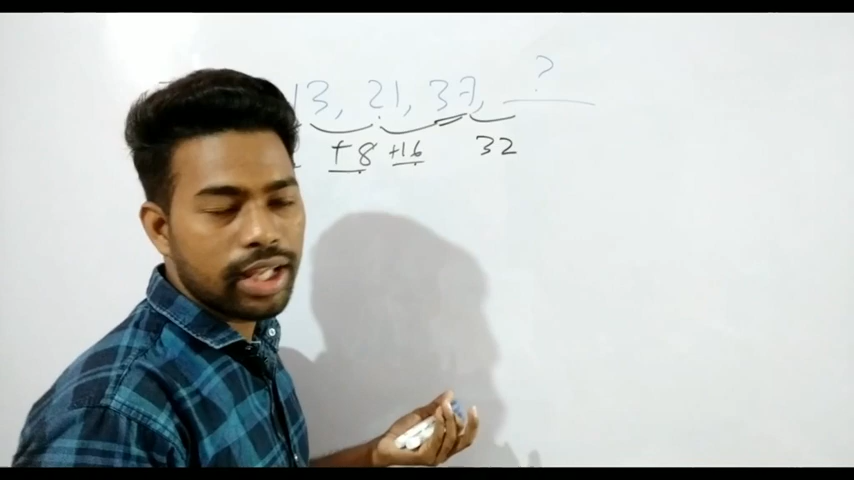 13, 21, 37, ?
+8 +16 32